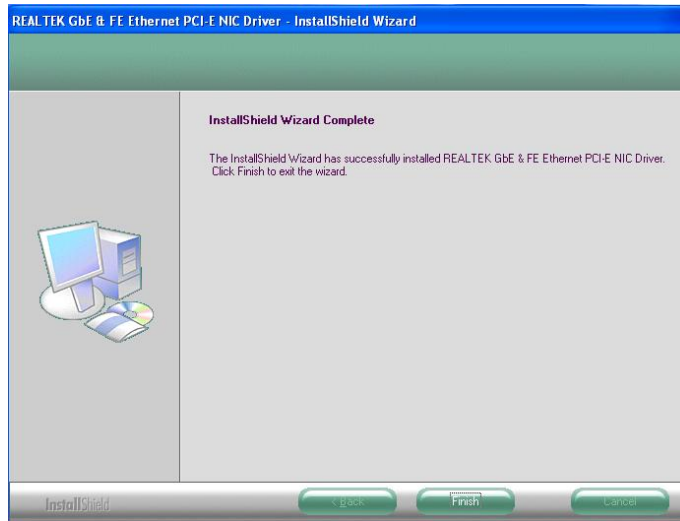 REALTEK GbE & FE Ethernet PCI-E NIC Driver - InstallShield Wizard
InstallShield Wizard Complete
The InstallShield Wizard has successfully installed REALTEK GbE & FE Ethernet PCI-E NIC Driver.
Click Finish to exit the wizard.
InstallShield
< Back
Finish
Cancel